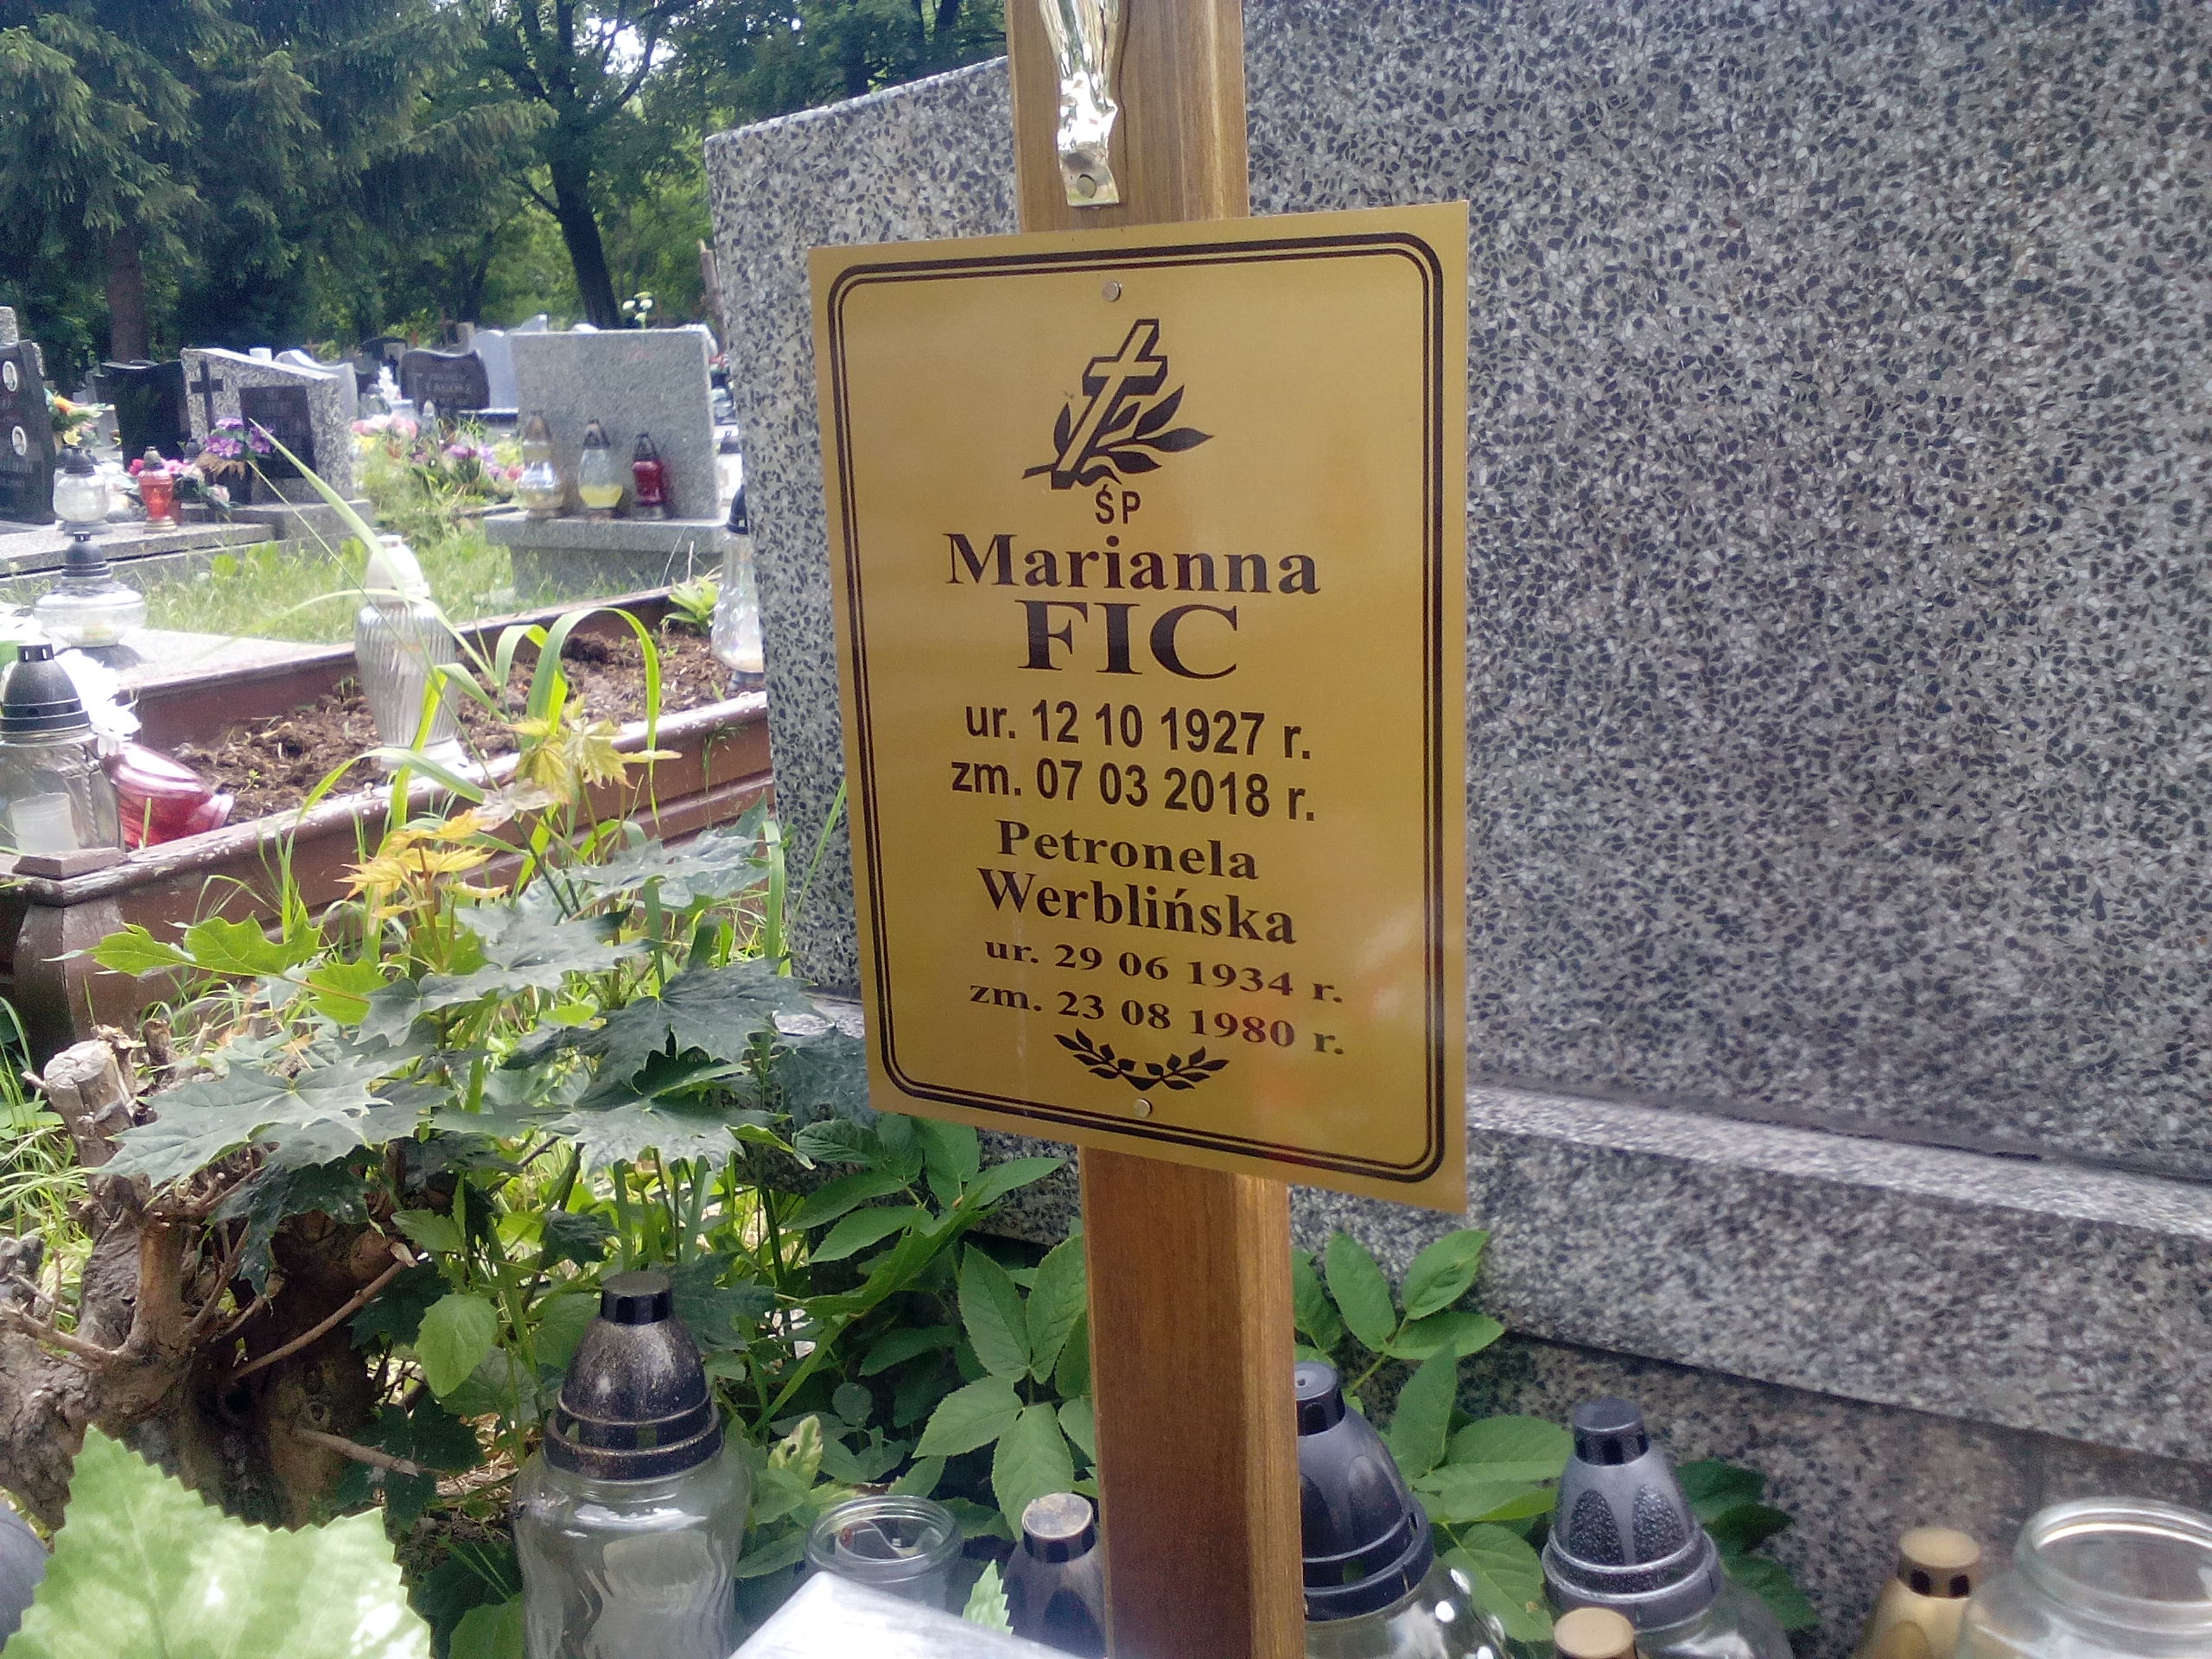 ŚP
Marianna
FIC
ur. 12 10 1927 r.
zm. 07 03 2018 r.
Petronela
Werblińska
ur. 29 06 1934 r.
zm. 23 08 1980 r.